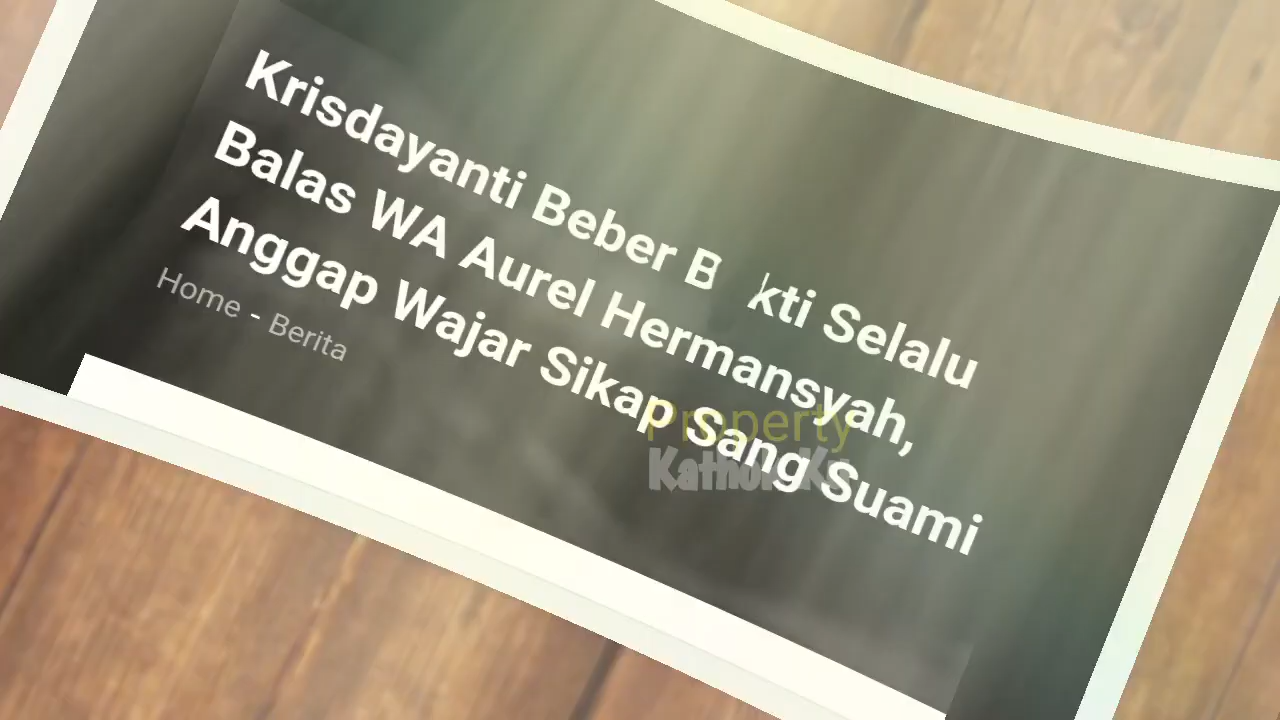 Krisdayanti Beber B kti Selalu
Balas WA Aurel Hermansyah,
Anggap Wajar Sikap Sang Suami
Home - Berita
Property